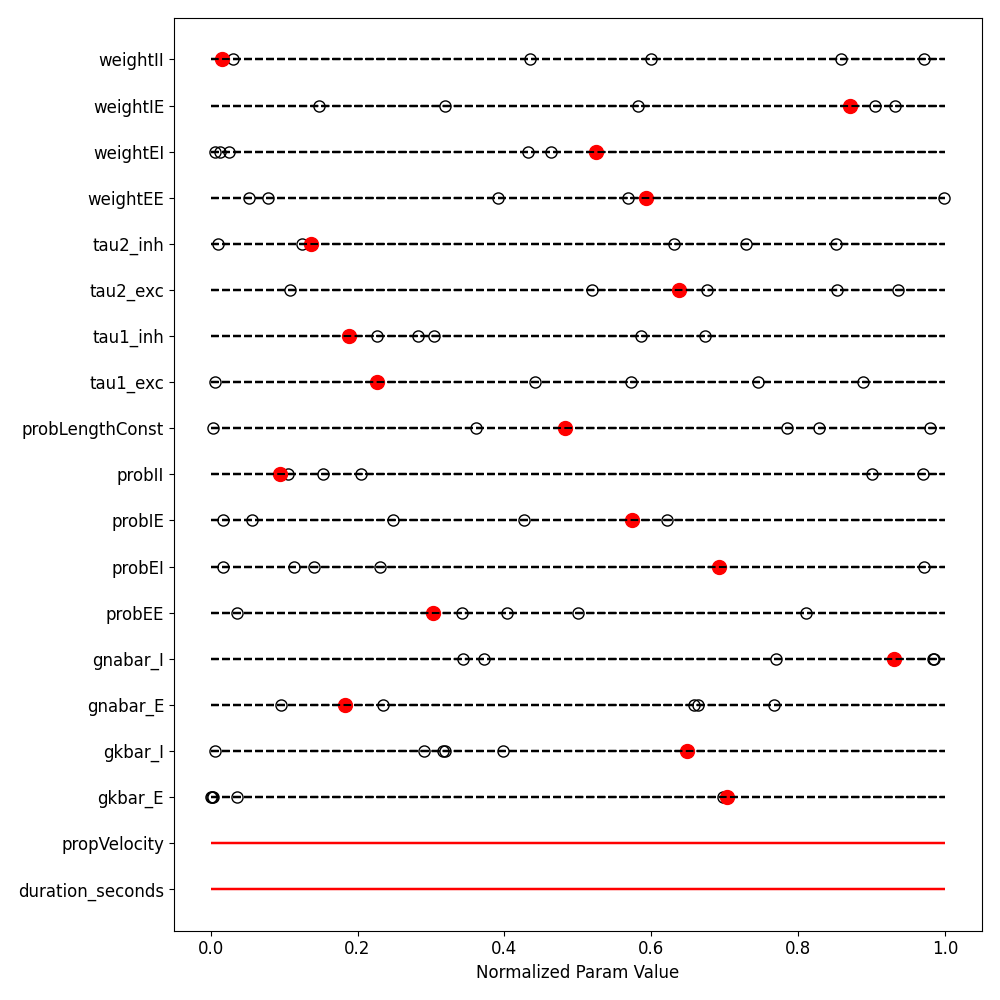 weightII
weightIE
weightEI
weightEE
tau2_inh
tau2_exc
tau1_inh
tau1_exc
probLengthConst
probII
probIE
probEI
probEE
gnabar_I
gnabar_E
gkbar_I
gkbar_E
propVelocity
duration_seconds
0.0 0.2 0.4 0.6 0.8 1.0
Normalized Param Value